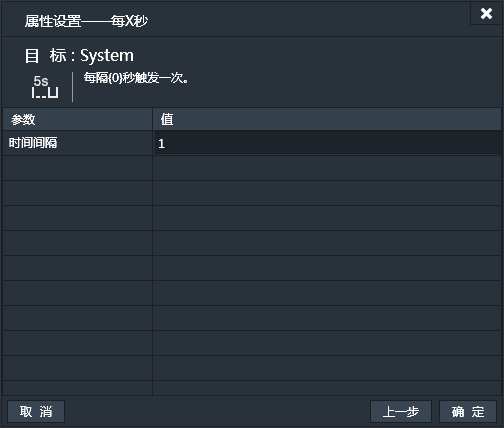 属性设置——每X秒
目 标 : System
5s
每隔{0}秒触发一次。
参数 值
时间间隔 1
取 消 上一步 确 定